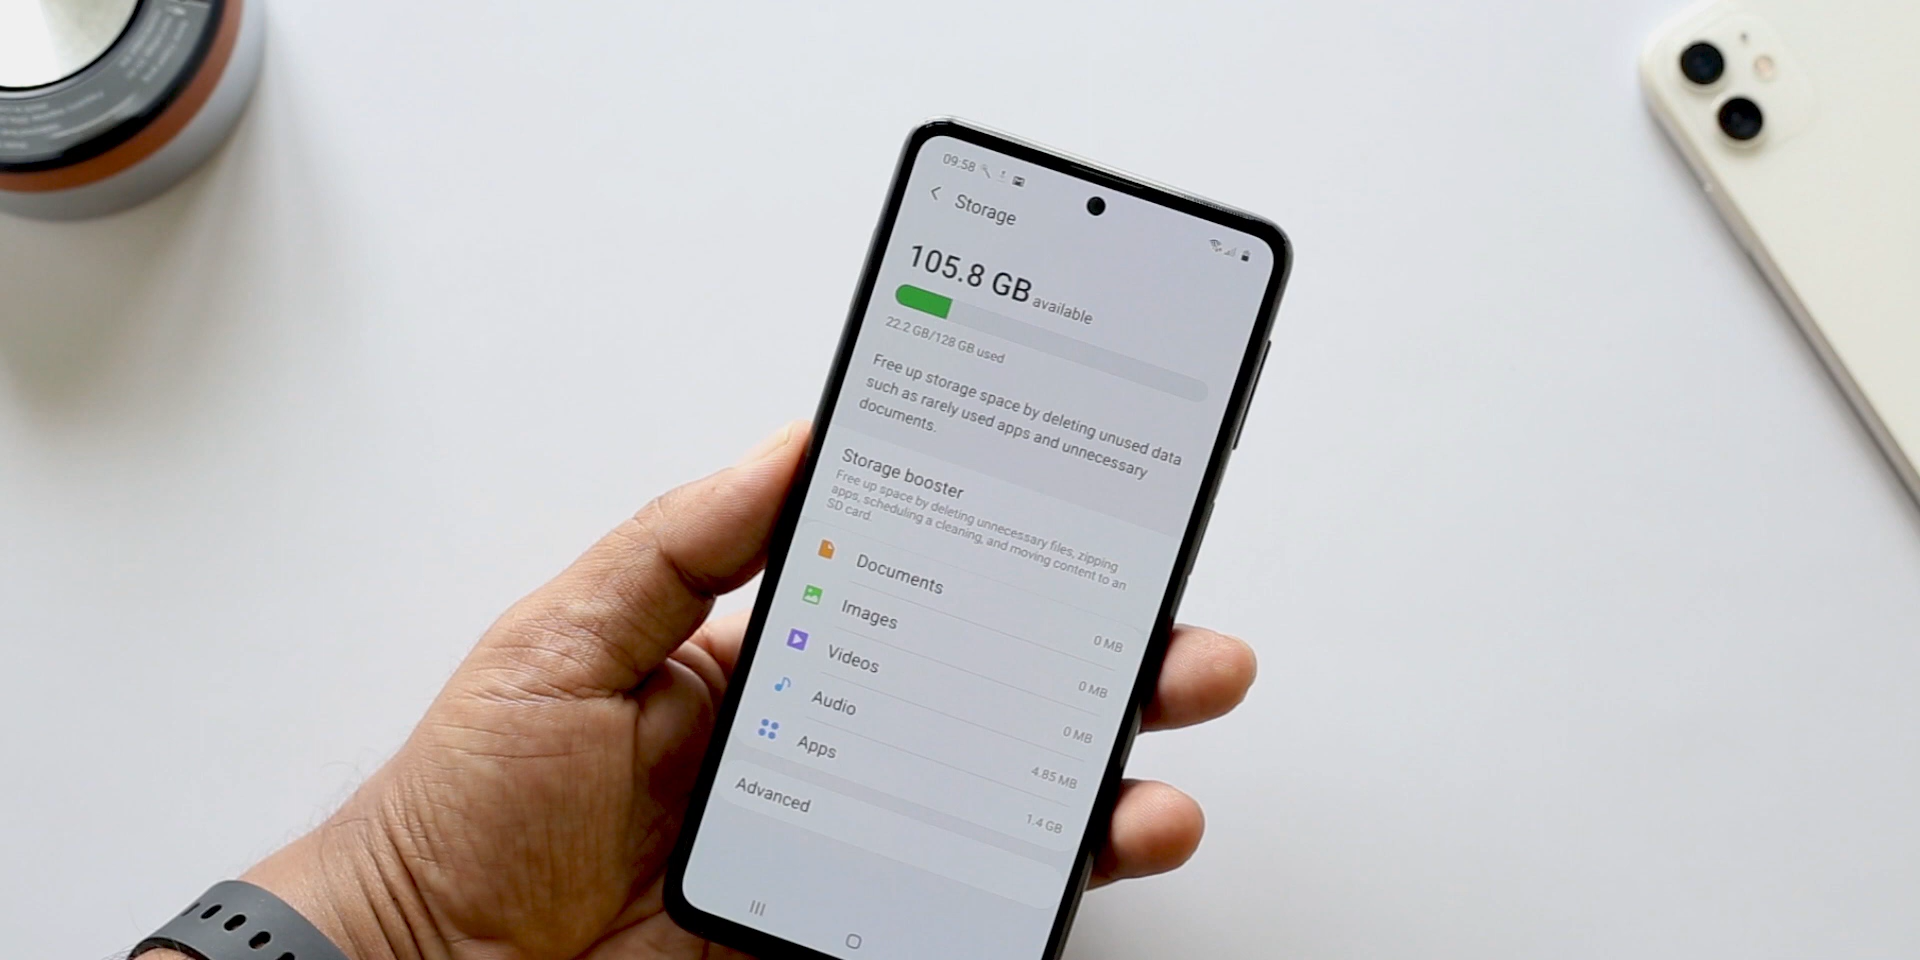 09:58
Storage
105.8 GB available
22.2 GB/128 GB used
Free up storage space by deleting unused data
such as rarely used apps and unnecessary
documents.
Storage booster
Free up space by deleting unnecessary files, zipping
apps, scheduling a cleaning, and moving content to an
SD card.
Documents
0 MB
Images
0 MB
Videos
0 MB
Audio
4.85 MB
Apps
1.4 GB
Advanced